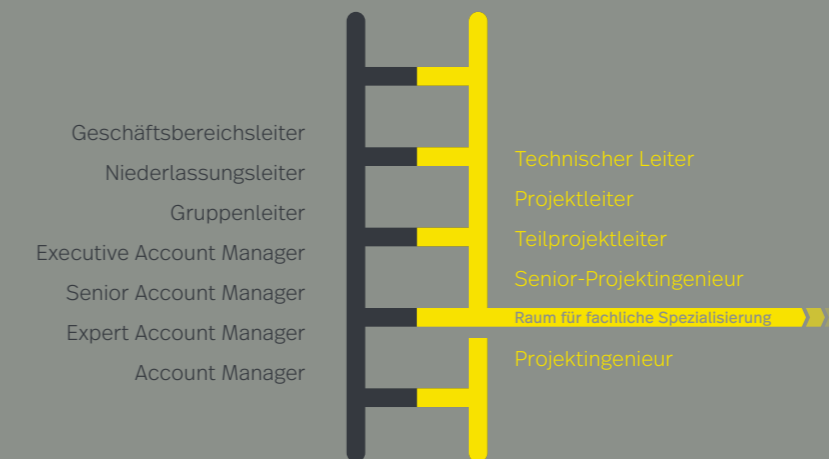 Geschäftsbereichsleiter
Niederlassungsleiter
Gruppenleiter
Executive Account Manager
Senior Account Manager
Expert Account Manager
Account Manager
Technischer Leiter
Projektleiter
Teilprojektleiter
Senior-Projektingenieur
Raum für fachliche Spezialisierung
Projektingenieur